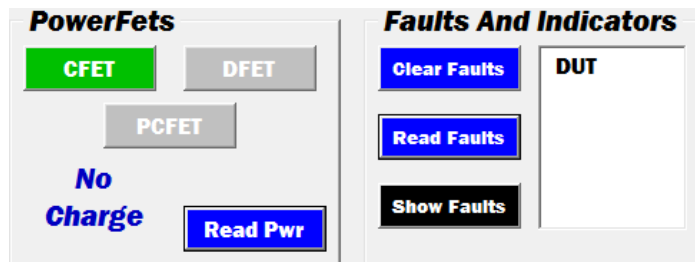 PowerFets
CFET
DFET
PCFET
No
Charge
Read Pwr
Faults And Indicators
Clear Faults
DUT
Read Faults
Show Faults